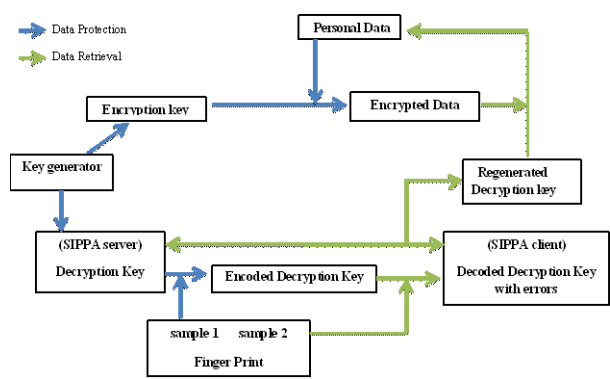 Data Protection
Data Retrieval
Personal Data
Encryption key
Encrypted Data
Key generator
Regenerated
Decryption key
(SIPPA server)
Decryption Key
Encoded Decryption Key
(SIPPA client)
Decoded Decryption Key
with errors
sample 1 sample 2
Finger Print